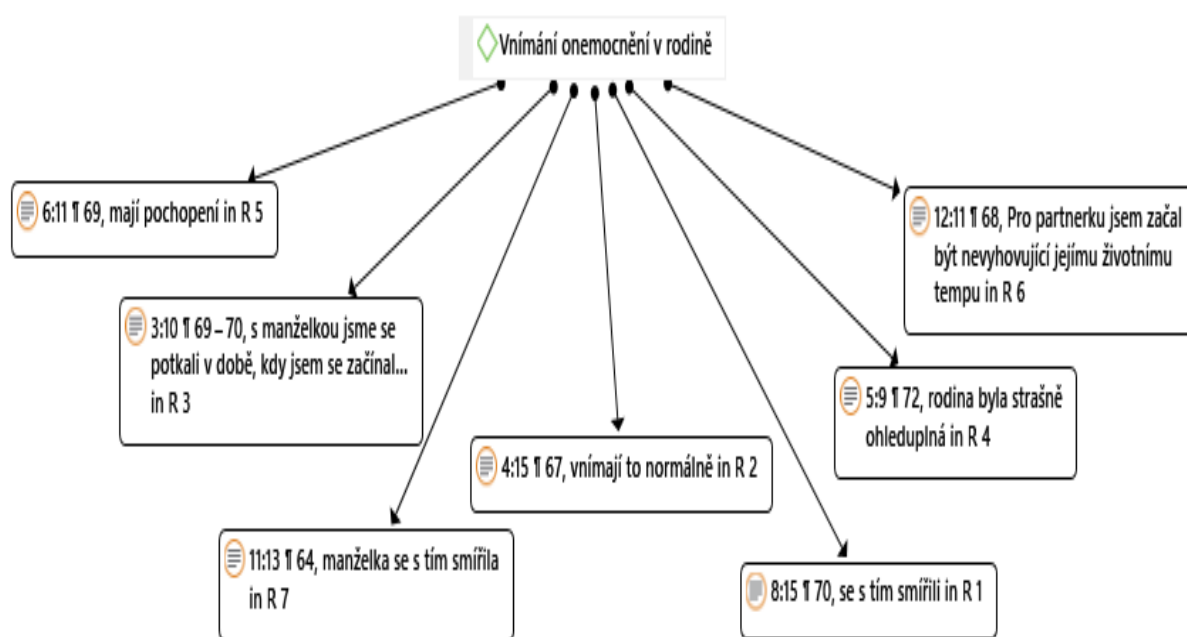 Vnímání onemocnění v rodině
6:11 ¶ 69, mají pochopení in R 5
12:11 ¶ 68, Pro partnerku jsem začal
být nevyhovující jejímu životnímu
tempu in R 6
3:10 ¶ 69 – 70, s manželkou jsme se
potkali v době, kdy jsem se začínal...
in R 3
5:9 ¶ 72, rodina byla strašně
ohleduplná in R 4
4:15 ¶ 67, vnímají to normálně in R 2
11:13 ¶ 64, manželka se s tím smířila
in R 7
8:15 ¶ 70, se s tím smířili in R 1